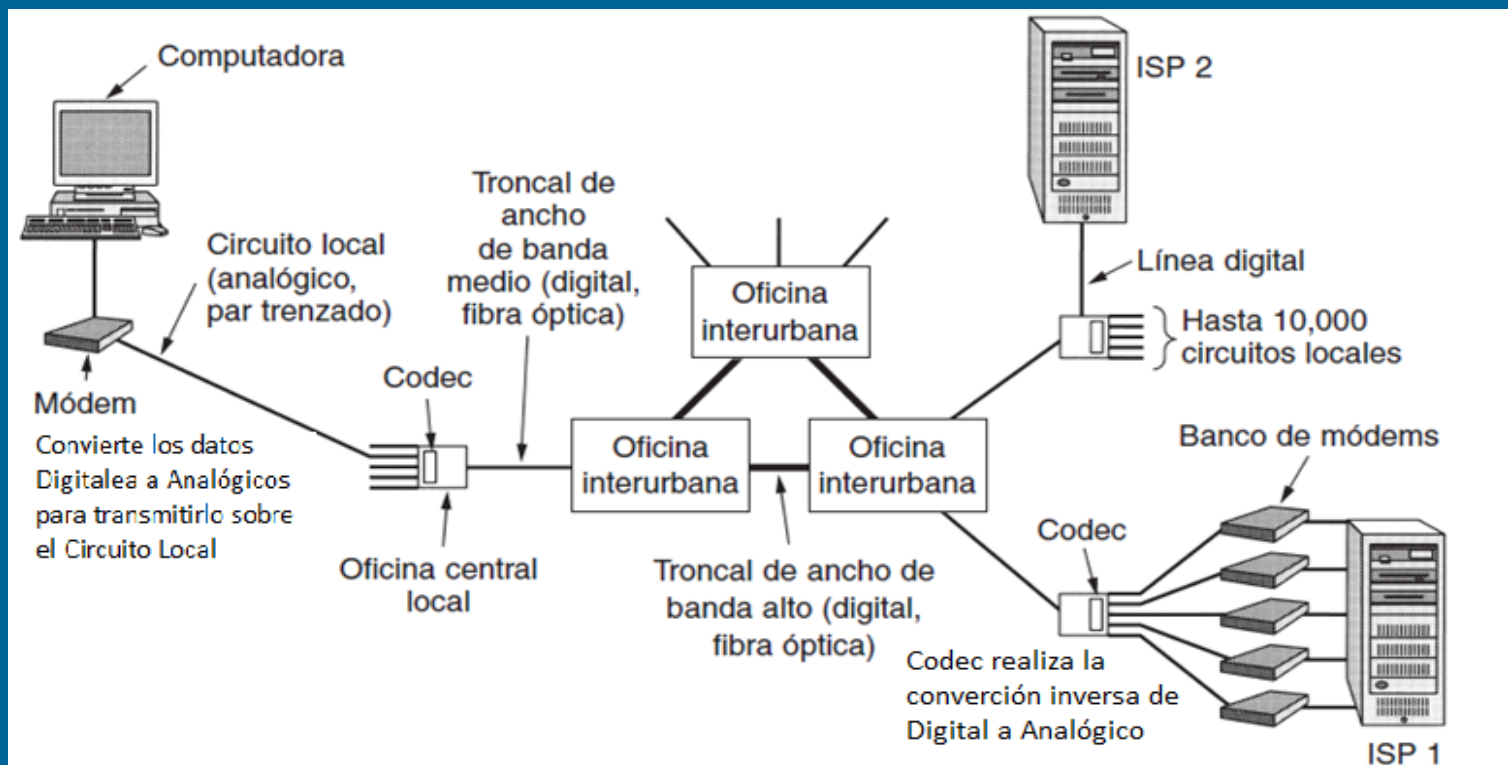 Computadora
ISP 2
Troncal de
ancho
de banda
medio (digital,
fibra óptica)
Circuito local
(analógico,
par trenzado)
Línea digital
Oficina
interurbana
Hasta 10,000
circuitos locales
Codec
Módem
Convierte los datos
Digitalea a Analógicos
para transmitirlo sobre
el Circuito Local
Oficina
interurbana
Oficina
interurbana
Banco de módems
Codec
Oficina central
local
Troncal de ancho de
banda alto (digital,
fibra óptica)
Codec realiza la
converción inversa de
Digital a Analógico
ISP 1